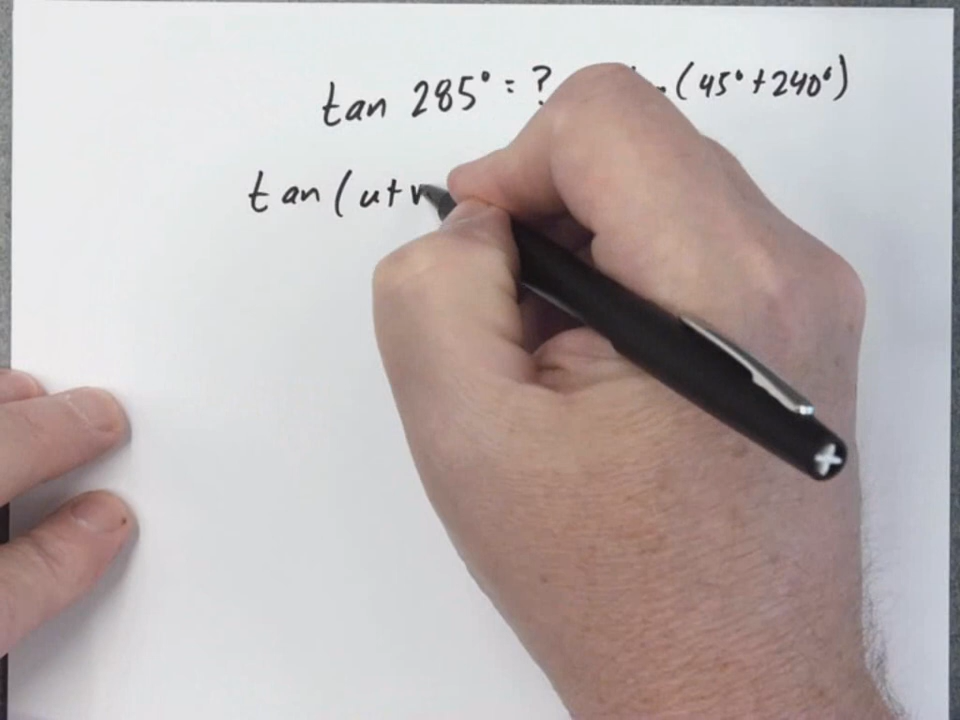 tan 285° = ? (45°+240°)
tan (u+v